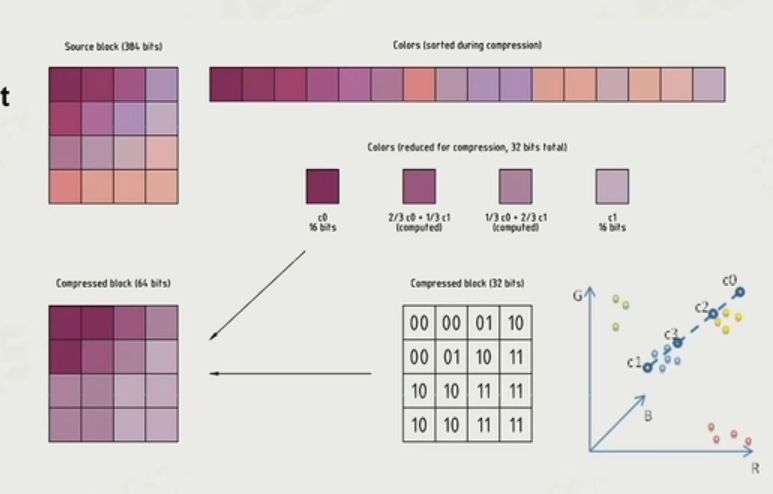 t
Source block (384 bits)
Colors (sorted during compression)
Colors (reduced for compression, 32 bits total)
c0
16 bits
2/3 c0 + 1/3 c1
(computed)
1/3 c0 + 2/3 c1
(computed)
c1
16 bits
Compressed block (64 bits)
Compressed block (32 bits)
00 00 01 10
00 01 10 11
10 10 11 11
10 10 11 11
G
c0
c2
c3
c1
B
R